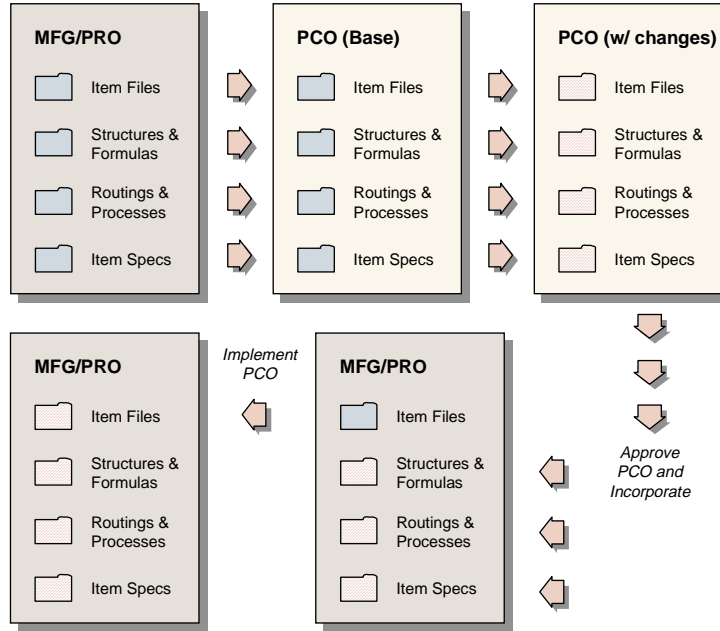 MFG/PRO
Item Files
Structures &
Formulas
Routings &
Processes
Item Specs
PCO (Base)
Item Files
Structures &
Formulas
Routings &
Processes
Item Specs
PCO (w/ changes)
Item Files
Structures &
Formulas
Routings &
Processes
Item Specs
Approve
PCO and
Incorporate
MFG/PRO
Item Files
Structures &
Formulas
Routings &
Processes
Item Specs
Implement
PCO
MFG/PRO
Item Files
Structures &
Formulas
Routings &
Processes
Item Specs